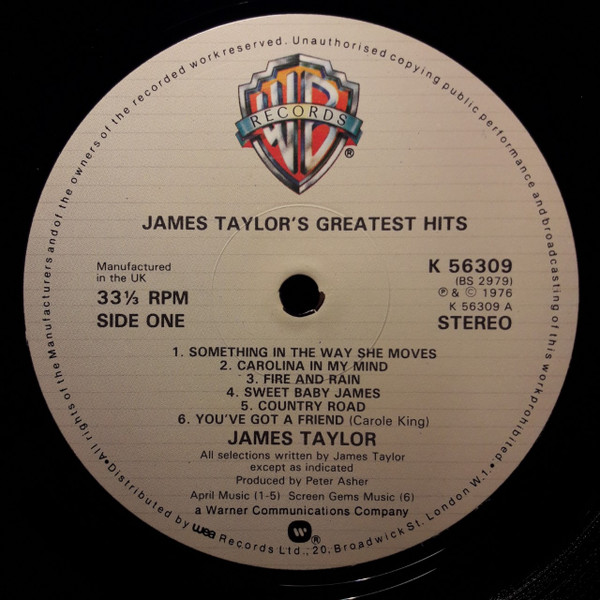 All rights of the Manufacturers and of the owners of the recorded work reserved. Unauthorised copying public performance and broadcasting of this work prohibited.
WB
RECORDS
®
JAMES TAYLOR'S GREATEST HITS
Manufactured
in the UK
33⅓ RPM
SIDE ONE
K 56309
(BS 2979)
℗ & © 1976
K 56309 A
STEREO
1. SOMETHING IN THE WAY SHE MOVES
2. CAROLINA IN MY MIND
3. FIRE AND RAIN
4. SWEET BABY JAMES
5. COUNTRY ROAD
6. YOU'VE GOT A FRIEND (Carole King)
JAMES TAYLOR
All selections written by James Taylor
except as indicated
Produced by Peter Asher
April Music (1-5) Screen Gems Music (6)
a Warner Communications Company
®
• Distributed by wea Records Ltd., 20, Broadwick St. London W.1. •